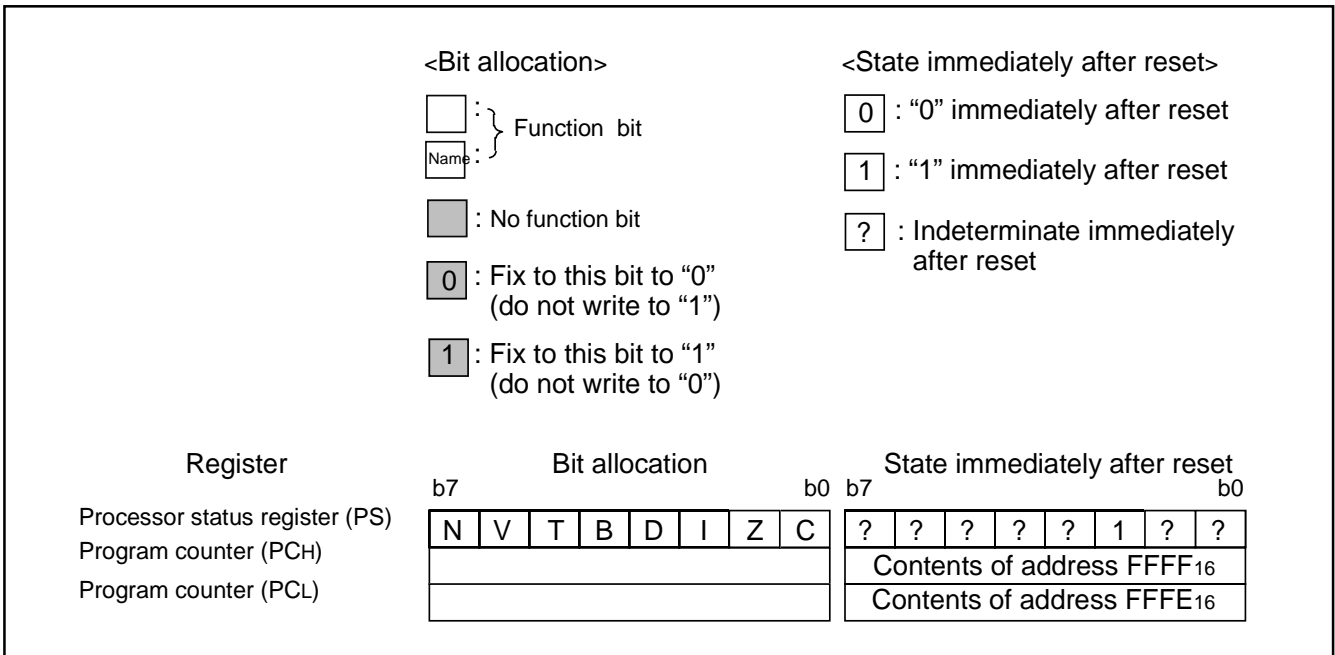 <Bit allocation>
:
Name :
Function bit
: No function bit
0 : Fix to this bit to “0”
(do not write to “1”)
1 : Fix to this bit to “1”
(do not write to “0”)
<State immediately after reset>
0 : “0” immediately after reset
1 : “1” immediately after reset
? : Indeterminate immediately
after reset
Register Bit allocation State immediately after reset
b7 b0 b7 b0
Processor status register (PS) N V T B D I Z C ? ? ? ? ? 1 ? ?
Program counter (PCH) Contents of address FFFF16
Program counter (PCL) Contents of address FFFE16